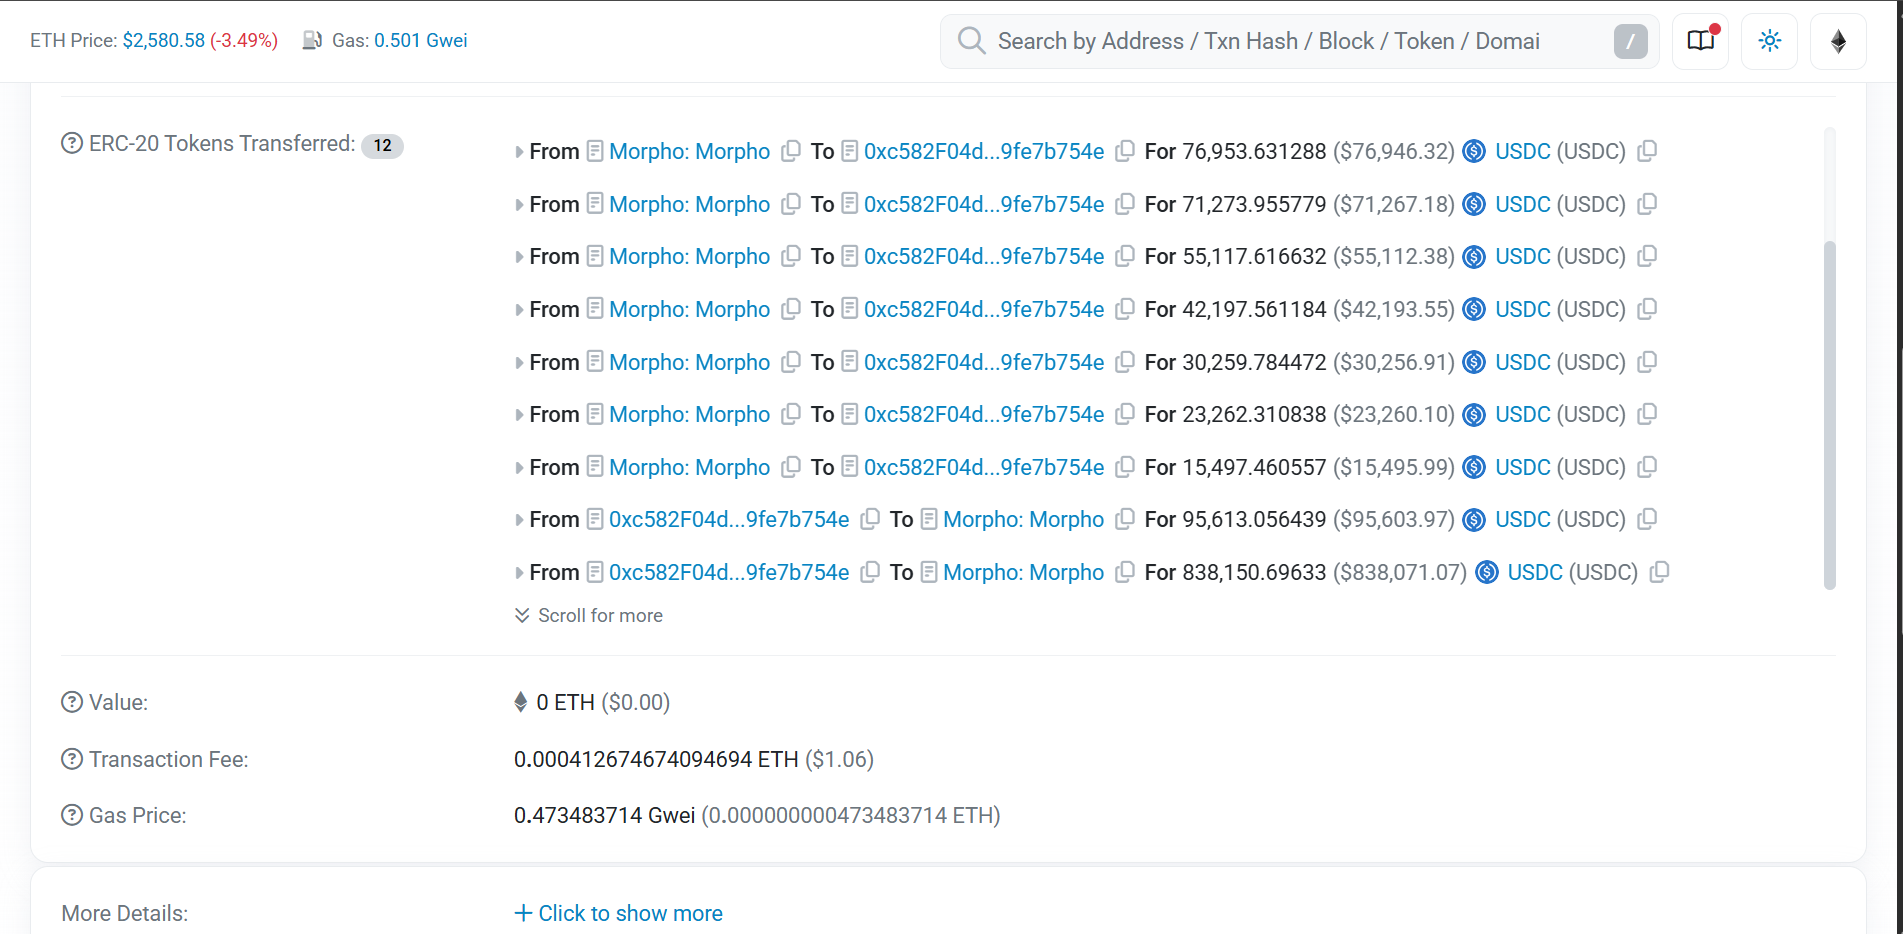 ETH Price: $2,580.58 (-3.49%) Gas: 0.501 Gwei
Search by Address / Txn Hash / Block / Token / Domai /
ERC-20 Tokens Transferred: 12
From Morpho: Morpho To 0xc582F04d...9fe7b754e For 76,953.631288 ($76,946.32) USDC (USDC)
From Morpho: Morpho To 0xc582F04d...9fe7b754e For 71,273.955779 ($71,267.18) USDC (USDC)
From Morpho: Morpho To 0xc582F04d...9fe7b754e For 55,117.616632 ($55,112.38) USDC (USDC)
From Morpho: Morpho To 0xc582F04d...9fe7b754e For 42,197.561184 ($42,193.55) USDC (USDC)
From Morpho: Morpho To 0xc582F04d...9fe7b754e For 30,259.784472 ($30,256.91) USDC (USDC)
From Morpho: Morpho To 0xc582F04d...9fe7b754e For 23,262.310838 ($23,260.10) USDC (USDC)
From Morpho: Morpho To 0xc582F04d...9fe7b754e For 15,497.460557 ($15,495.99) USDC (USDC)
From 0xc582F04d...9fe7b754e To Morpho: Morpho For 95,613.056439 ($95,603.97) USDC (USDC)
From 0xc582F04d...9fe7b754e To Morpho: Morpho For 838,150.69633 ($838,071.07) USDC (USDC)
Scroll for more
Value: 0 ETH ($0.00)
Transaction Fee: 0.000412674674094694 ETH ($1.06)
Gas Price: 0.473483714 Gwei (0.000000000473483714 ETH)
More Details: Click to show more